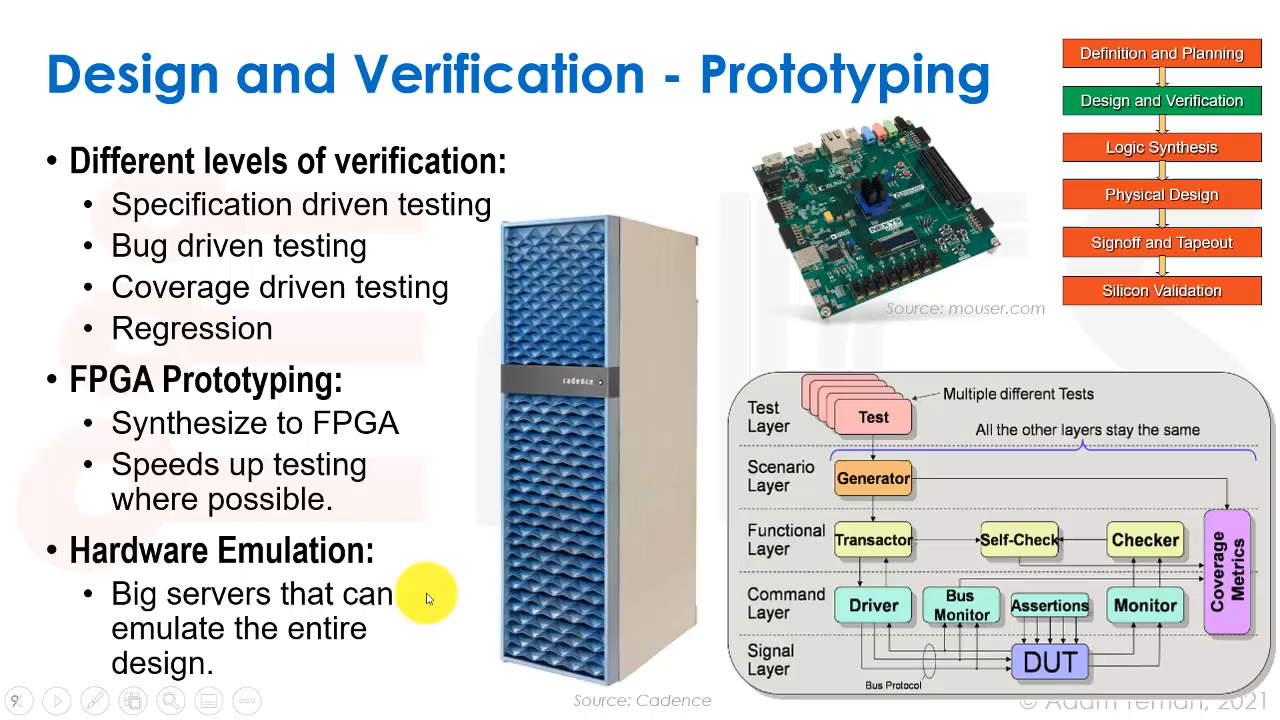 Design and Verification - Prototyping
• Different levels of verification:
• Specification driven testing
• Bug driven testing
• Coverage driven testing
• Regression
• FPGA Prototyping:
• Synthesize to FPGA
• Speeds up testing
where possible.
• Hardware Emulation:
• Big servers that can
emulate the entire
design.
9
cadence
Source: Cadence
XILINX
NEXYS
Source: mouser.com
Definition and Planning
Design and Verification
Logic Synthesis
Physical Design
Signoff and Tapeout
Silicon Validation
Test
Layer
Test
Multiple different Tests
All the other layers stay the same
Scenario
Layer
Generator
Functional
Layer
Transactor
Self-Check
Checker
Coverage
Metrics
Command
Layer
Driver
Bus
Monitor
Assertions
Monitor
Signal
Layer
DUT
Bus Protocol
© Adam Teman, 2021